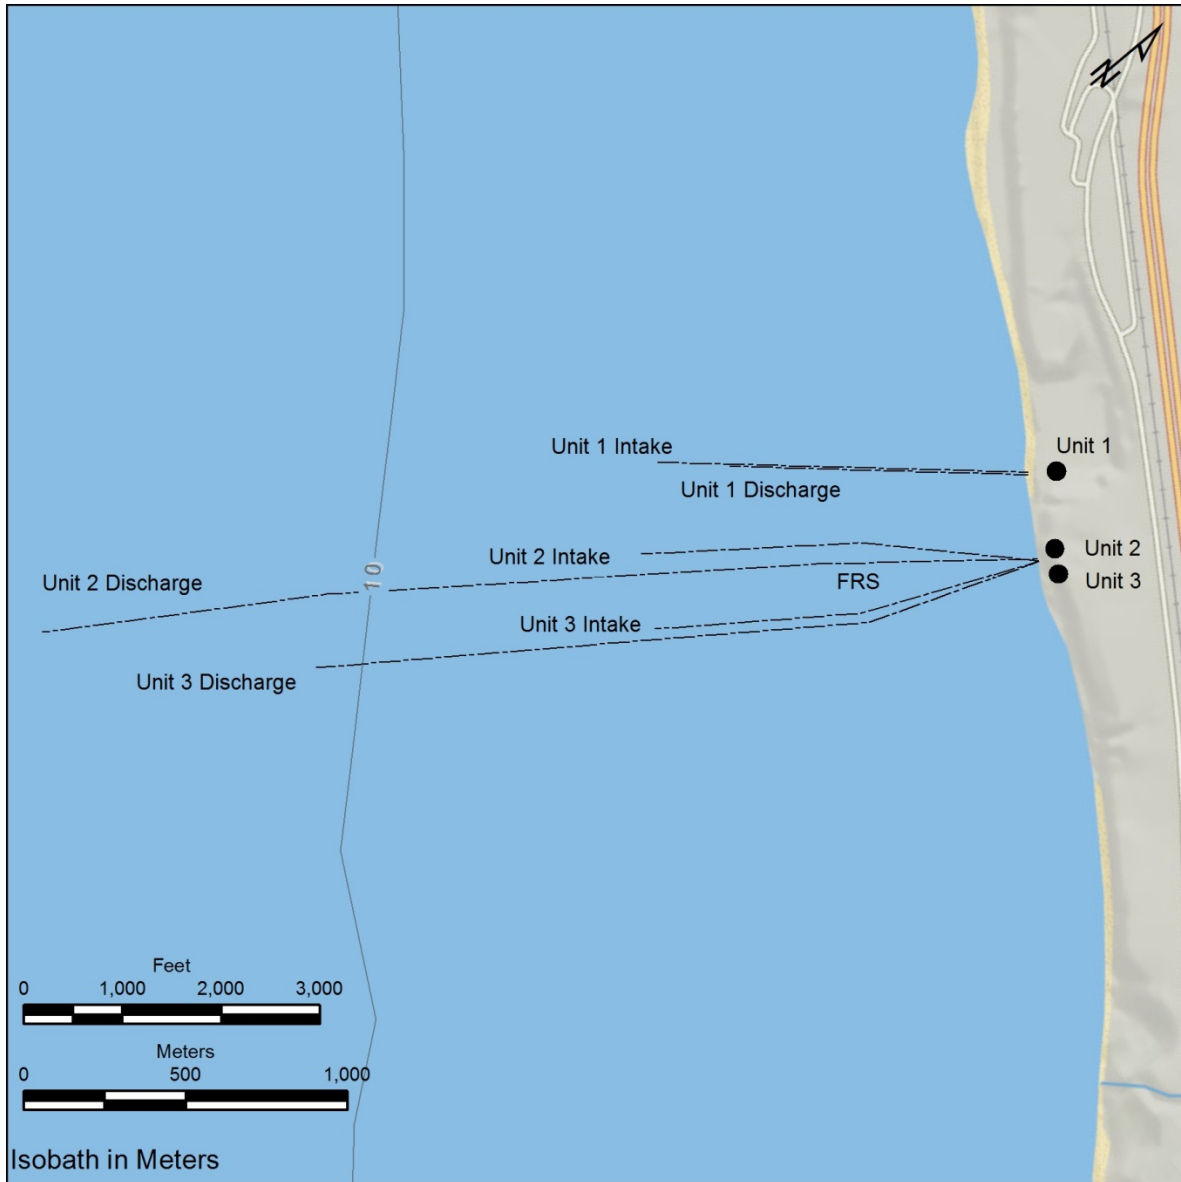 N
Unit 1 Intake
Unit 1
Unit 1 Discharge
Unit 2 Intake
Unit 2
Unit 2 Discharge
10
FRS
Unit 3
Unit 3 Intake
Unit 3 Discharge
Feet
0 1,000 2,000 3,000
Meters
0 500 1,000
Isobath in Meters